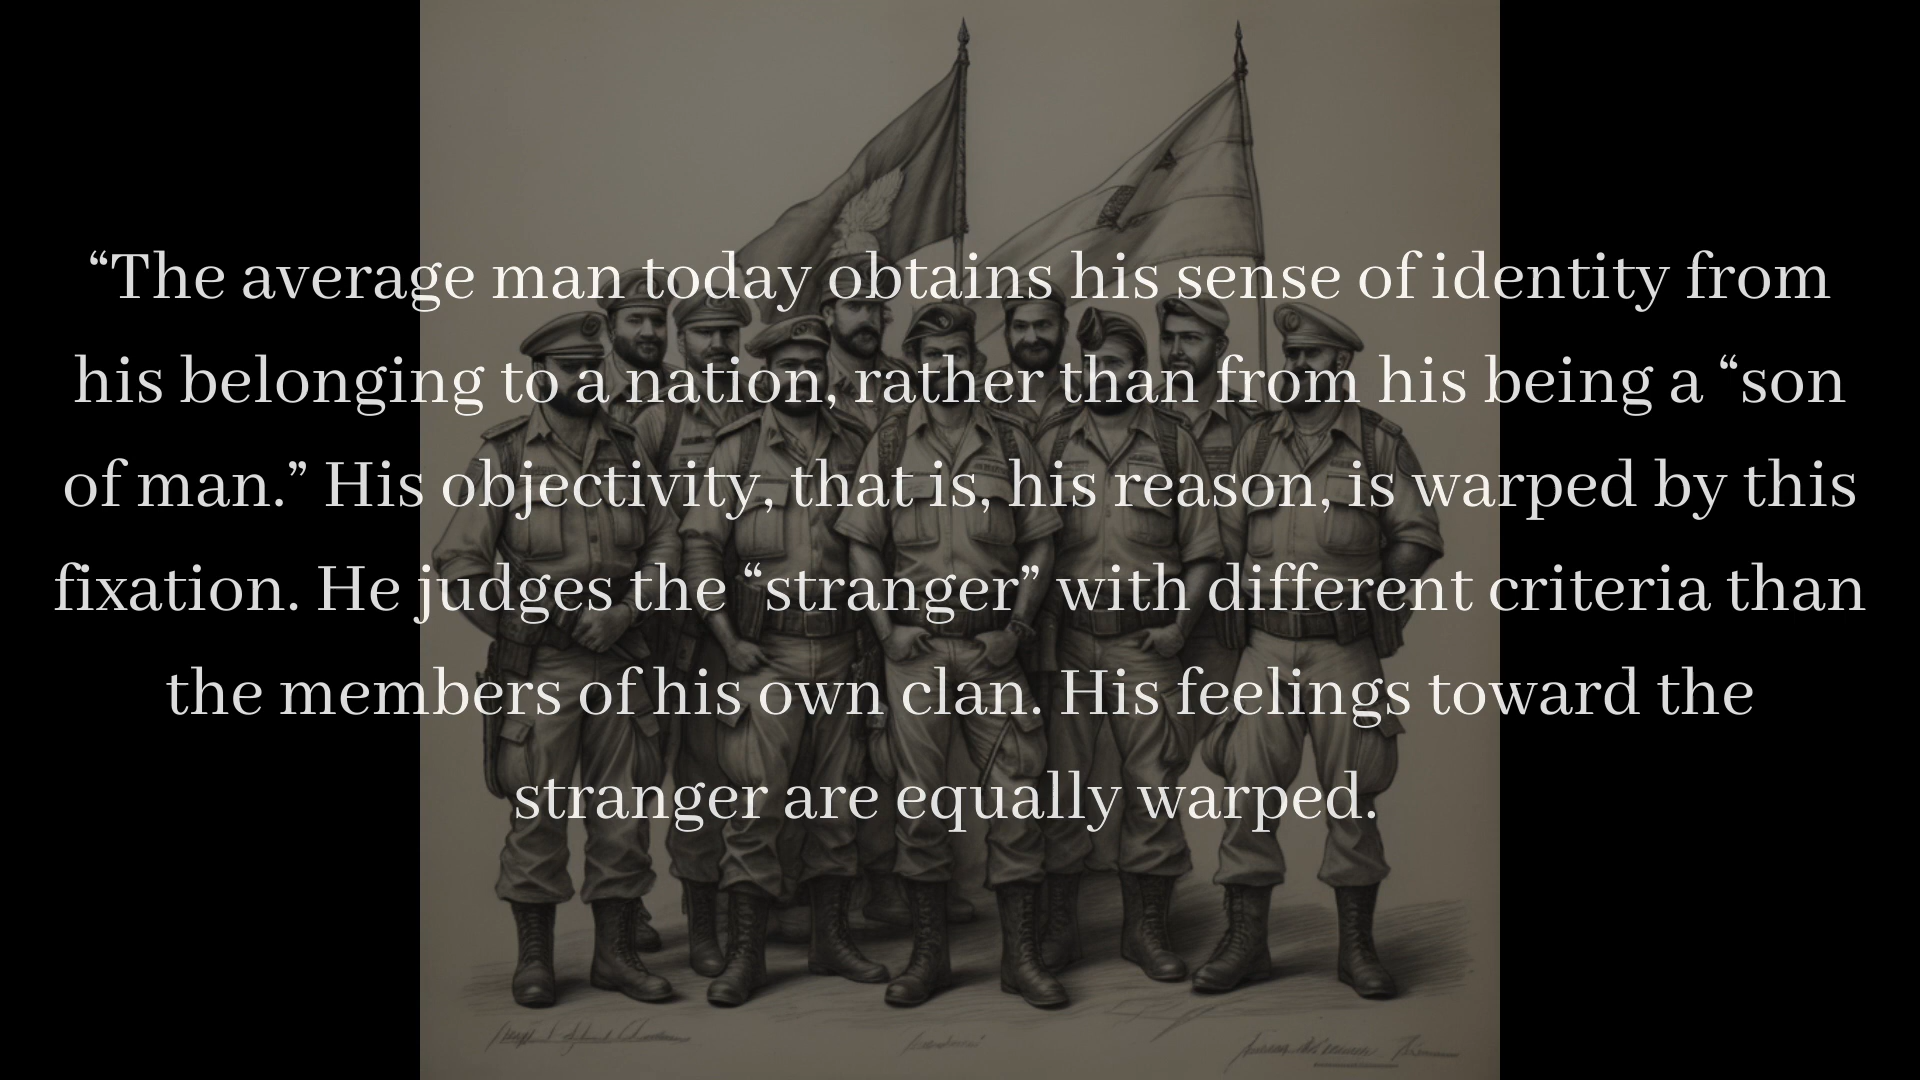 “The average man today obtains his sense of identity from
his belonging to a nation, rather than from his being a “son
of man.” His objectivity, that is, his reason, is warped by this
fixation. He judges the “stranger” with different criteria than
the members of his own clan. His feelings toward the
stranger are equally warped.